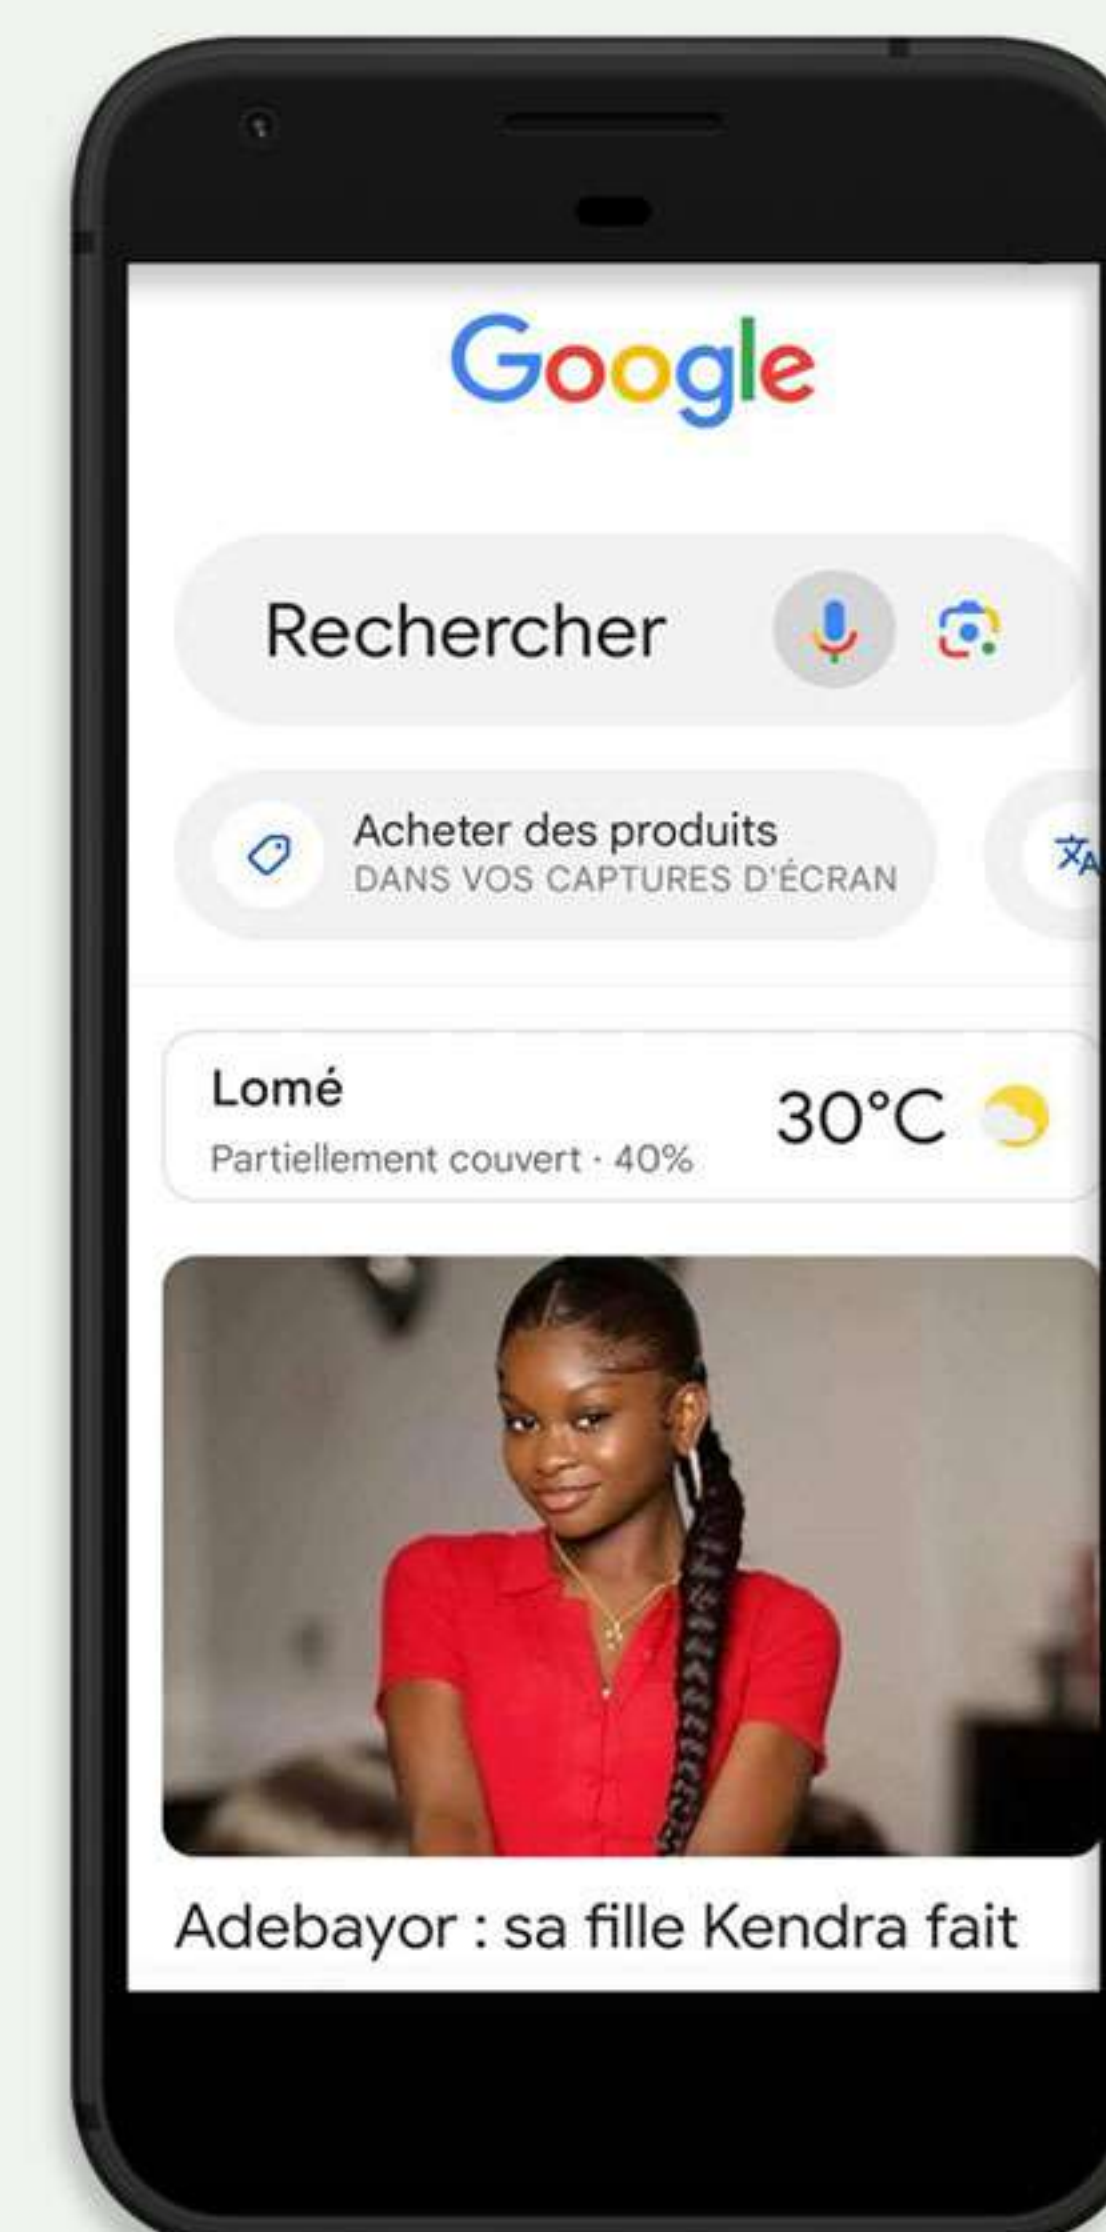 Google
Rechercher
Acheter des produits
DANS VOS CAPTURES D'ÉCRAN
Lomé
30°C
Partiellement couvert · 40%
Adebayor : sa fille Kendra fait